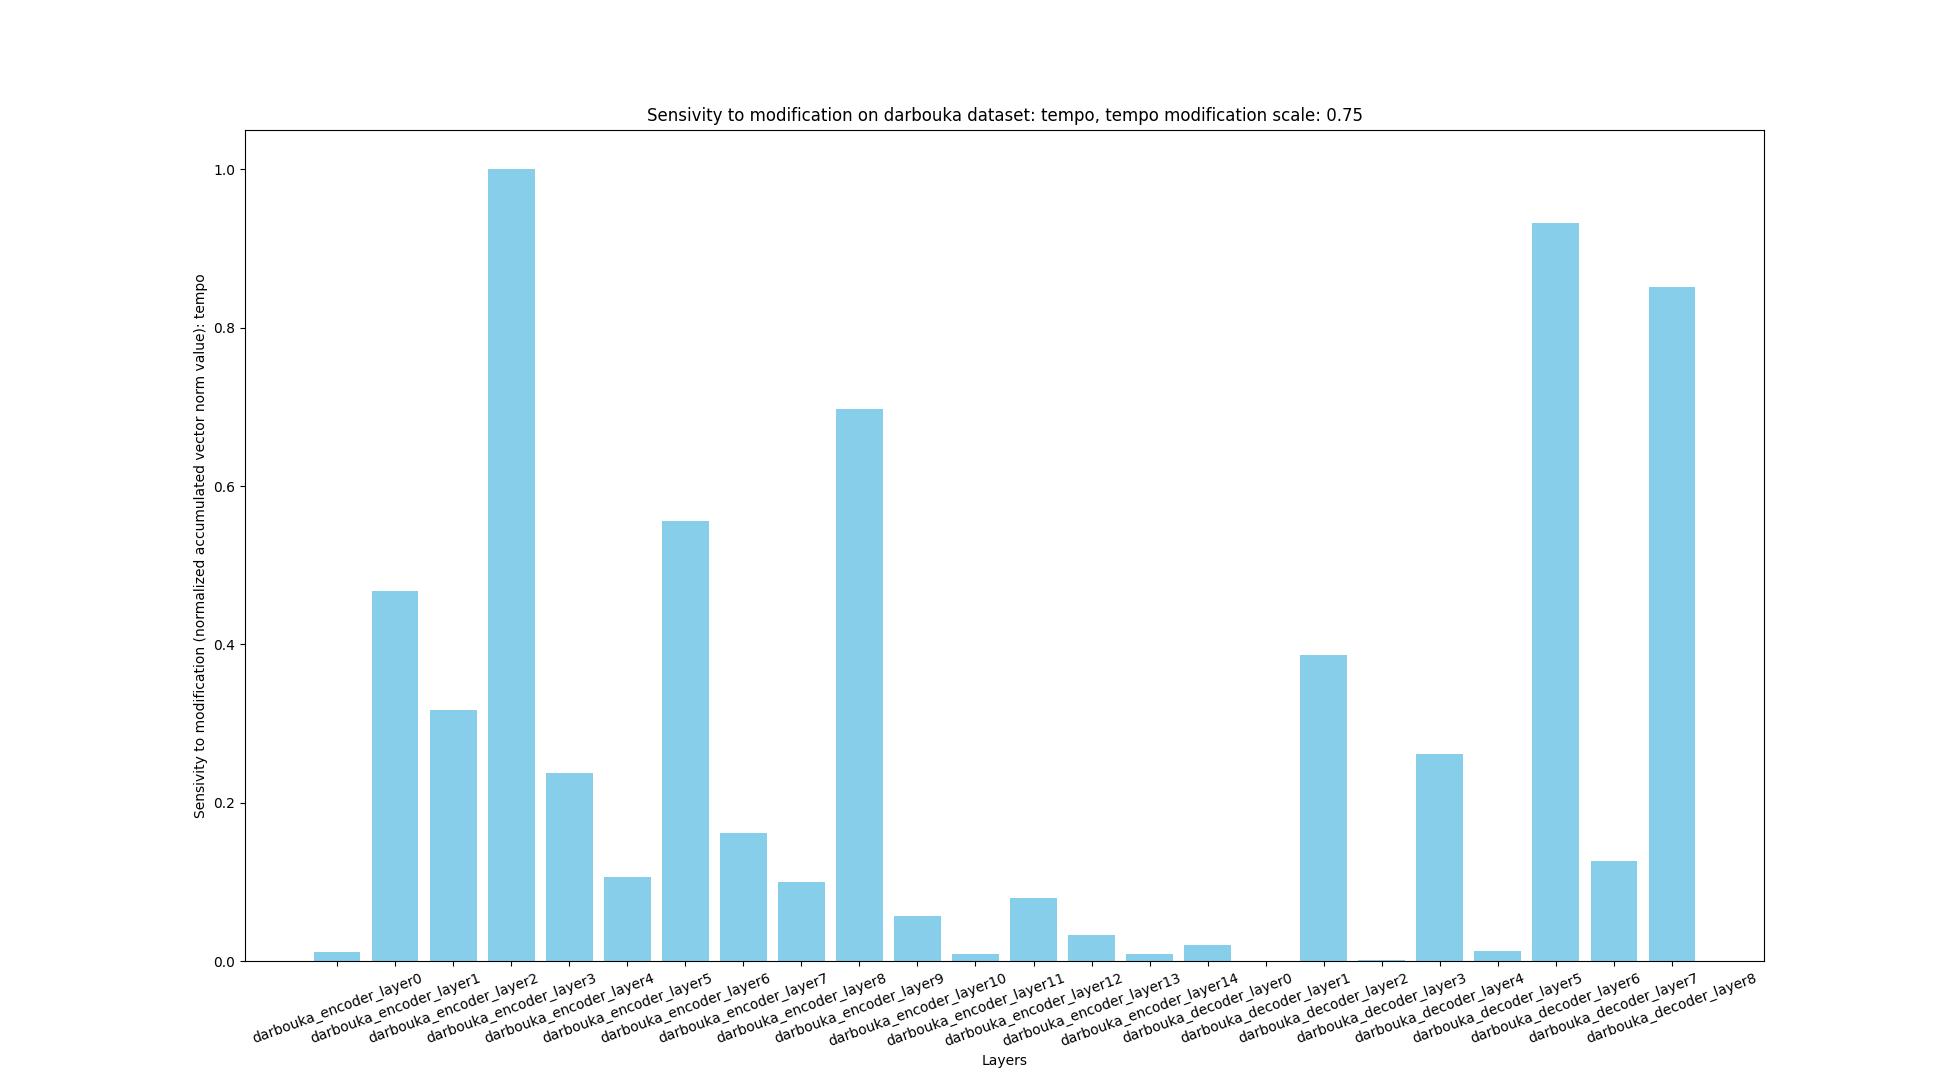 Sensivity to modification on darbouka dataset: tempo, tempo modification scale: 0.75
Sensivity to modification (normalized accumulated vector norm value): tempo
1.0
0.8
0.6
0.4
0.2
0.0
darbouka_encoder_layer0
darbouka_encoder_layer1
darbouka_encoder_layer2
darbouka_encoder_layer3
darbouka_encoder_layer4
darbouka_encoder_layer5
darbouka_encoder_layer6
darbouka_encoder_layer7
darbouka_encoder_layer8
darbouka_encoder_layer9
darbouka_encoder_layer10
darbouka_encoder_layer11
darbouka_encoder_layer12
darbouka_encoder_layer13
darbouka_encoder_layer14
darbouka_decoder_layer0
darbouka_decoder_layer1
darbouka_decoder_layer2
darbouka_decoder_layer3
darbouka_decoder_layer4
darbouka_decoder_layer5
darbouka_decoder_layer6
darbouka_decoder_layer7
darbouka_decoder_layer8
Layers